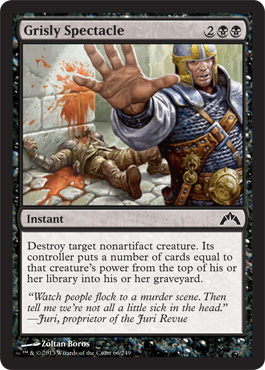 Grisly Spectacle 2
Instant
Destroy target nonartifact creature. Its
controller puts a number of cards equal to
that creature's power from the top of his or
her library into his or her graveyard.
"Watch people flock to a murder scene. Then
tell me we're not all a little sick in the head."
—Juri, proprietor of the Juri Revue
Zoltan Boros
™ & © 2013 Wizards of the Coast 66/249